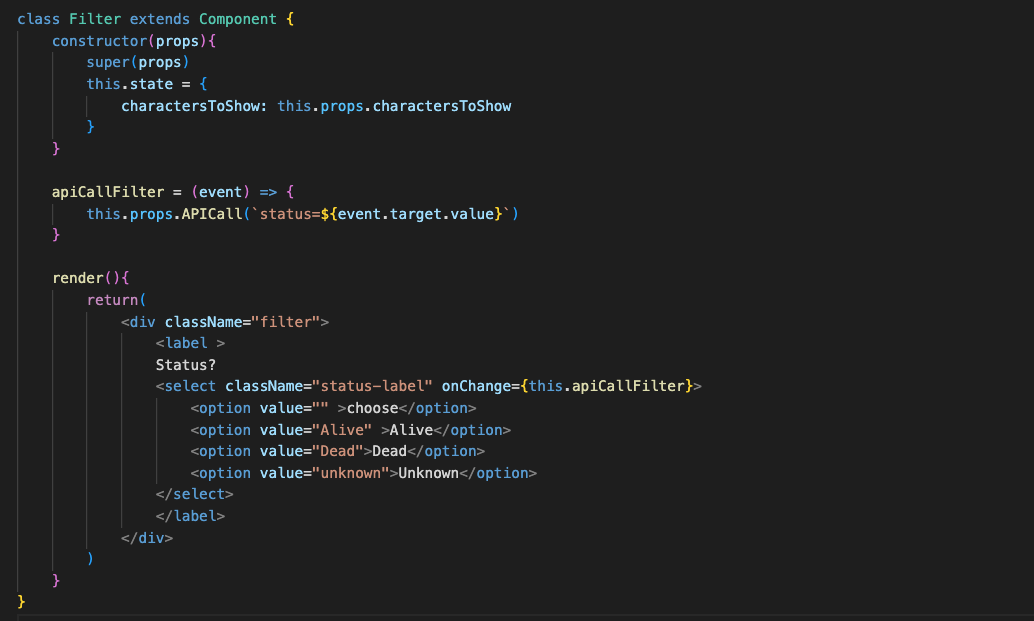 class Filter extends Component {
    constructor(props){
        super(props)
        this.state = {
            charactersToShow: this.props.charactersToShow
        }
    }

    apiCallFilter = (event) => {
        this.props.APICall(`status=${event.target.value}`)
    }

    render(){
        return(
            <div className="filter">
                <label >
                Status?
                <select className="status-label" onChange={this.apiCallFilter}>
                    <option value="" >choose</option>
                    <option value="Alive" >Alive</option>
                    <option value="Dead">Dead</option>
                    <option value="unknown">Unknown</option>
                </select>
                </label>
            </div>
        )
    }
}